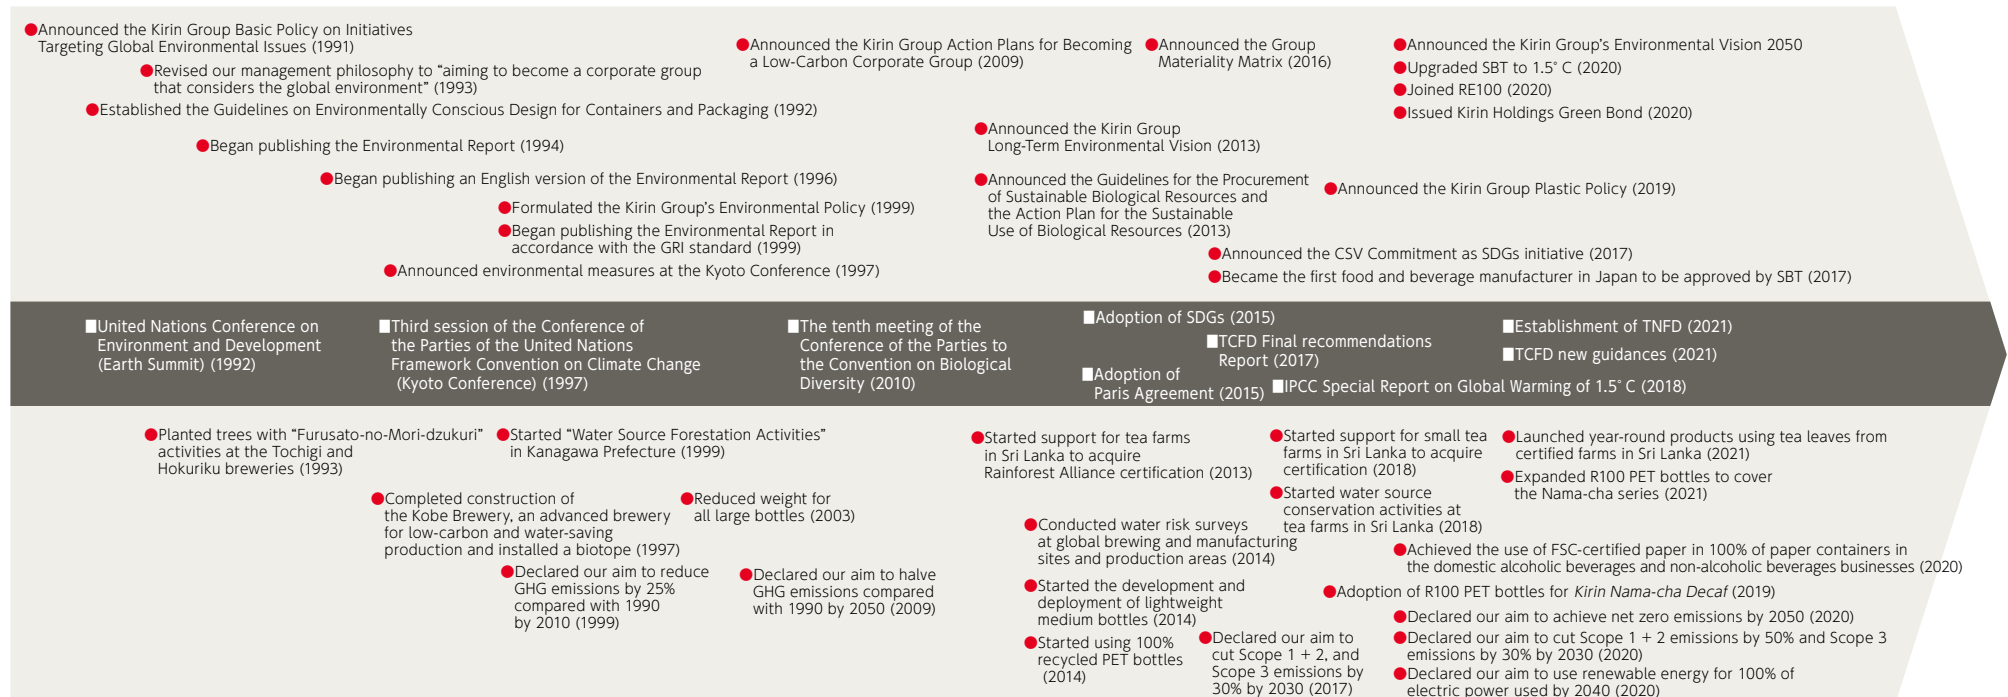 ●Announced the Kirin Group Basic Policy on Initiatives
Targeting Global Environmental Issues (1991)
●Revised our management philosophy to “aiming to become a corporate group
that considers the global environment” (1993)
●Established the Guidelines on Environmentally Conscious Design for Containers and Packaging (1992)
●Began publishing the Environmental Report (1994)
●Began publishing an English version of the Environmental Report (1996)
●Formulated the Kirin Group’s Environmental Policy (1999)
●Began publishing the Environmental Report in
accordance with the GRI standard (1999)
●Announced environmental measures at the Kyoto Conference (1997)
●Announced the Kirin Group Action Plans for Becoming
a Low-Carbon Corporate Group (2009)
●Announced the Group
Materiality Matrix (2016)
●Announced the Kirin Group’s Environmental Vision 2050
●Upgraded SBT to 1.5˚C (2020)
●Joined RE100 (2020)
●Issued Kirin Holdings Green Bond (2020)
●Announced the Kirin Group
Long-Term Environmental Vision (2013)
●Announced the Guidelines for the Procurement
of Sustainable Biological Resources and
the Action Plan for the Sustainable
Use of Biological Resources (2013)
●Announced the Kirin Group Plastic Policy (2019)
●Announced the CSV Commitment as SDGs initiative (2017)
●Became the first food and beverage manufacturer in Japan to be approved by SBT (2017)
■United Nations Conference on
Environment and Development
(Earth Summit) (1992)
■Third session of the Conference of
the Parties of the United Nations
Framework Convention on Climate Change
(Kyoto Conference) (1997)
■The tenth meeting of the
Conference of the Parties to
the Convention on Biological
Diversity (2010)
■Adoption of SDGs (2015)
■Adoption of
Paris Agreement (2015)
■TCFD Final recommendations
Report (2017)
■IPCC Special Report on Global Warming of 1.5˚C (2018)
■Establishment of TNFD (2021)
■TCFD new guidances (2021)
●Planted trees with “Furusato-no-Mori-dzukuri”
activities at the Tochigi and
Hokuriku breweries (1993)
●Started “Water Source Forestation Activities”
in Kanagawa Prefecture (1999)
●Completed construction of
the Kobe Brewery, an advanced brewery
for low-carbon and water-saving
production and installed a biotope (1997)
●Reduced weight for
all large bottles (2003)
●Declared our aim to reduce
GHG emissions by 25%
compared with 1990
by 2010 (1999)
●Declared our aim to halve
GHG emissions compared
with 1990 by 2050 (2009)
●Started support for tea farms
in Sri Lanka to acquire
Rainforest Alliance certification (2013)
●Conducted water risk surveys
at global brewing and manufacturing
sites and production areas (2014)
●Started the development and
deployment of lightweight
medium bottles (2014)
●Started using 100%
recycled PET bottles
(2014)
●Declared our aim to
cut Scope 1 + 2, and
Scope 3 emissions by
30% by 2030 (2017)
●Started support for small tea
farms in Sri Lanka to acquire
certification (2018)
●Started water source
conservation activities at
tea farms in Sri Lanka (2018)
●Launched year-round products using tea leaves from
certified farms in Sri Lanka (2021)
●Expanded R100 PET bottles to cover
the Nama-cha series (2021)
●Achieved the use of FSC-certified paper in 100% of paper containers in
the domestic alcoholic beverages and non-alcoholic beverages businesses (2020)
●Adoption of R100 PET bottles for Kirin Nama-cha Decaf (2019)
●Declared our aim to achieve net zero emissions by 2050 (2020)
●Declared our aim to cut Scope 1 + 2 emissions by 50% and Scope 3
emissions by 30% by 2030 (2020)
●Declared our aim to use renewable energy for 100% of
electric power used by 2040 (2020)